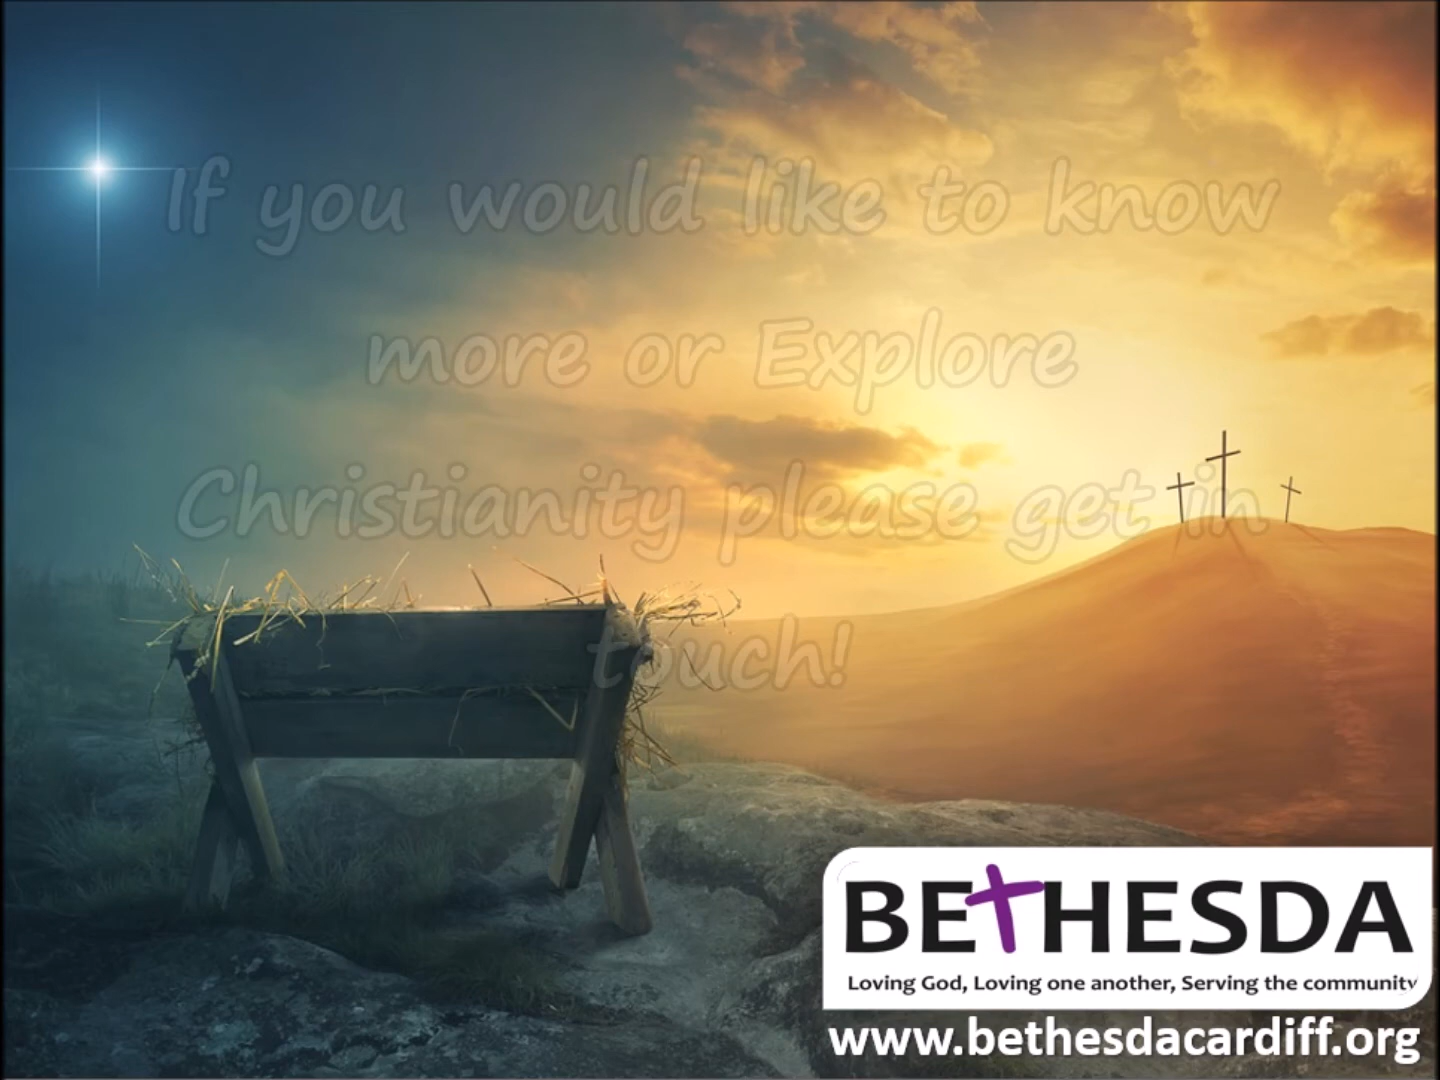 If you would like to know
more or Explore
Christianity please get in
touch!
BETHESDA
Loving God, Loving one another, Serving the community
www.bethesdacardiff.org